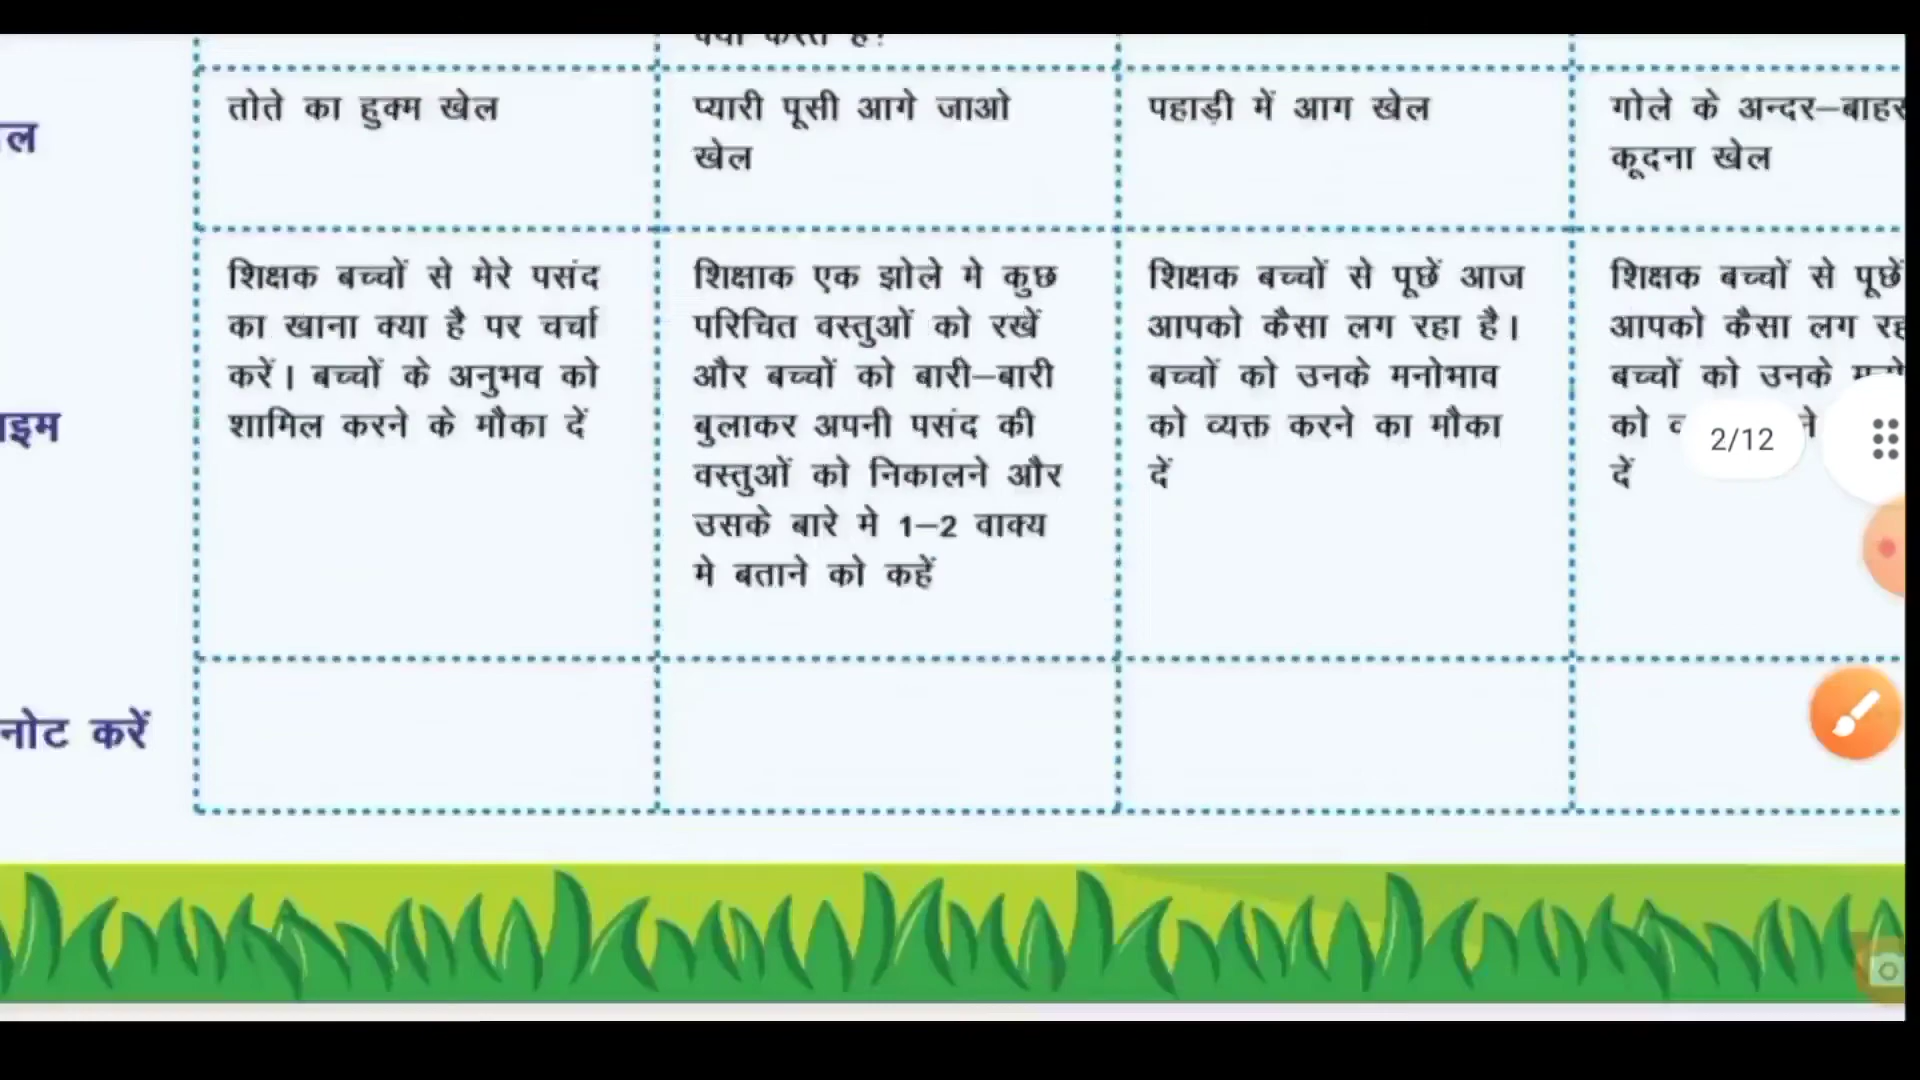 तोते का हुक्म खेल
प्यारी पूसी आगे जाओ
खेल
पहाड़ी में आग खेल
गोले के अन्दर–बाहर
कूदना खेल
शिक्षक बच्चों से मेरे पसंद
का खाना क्या है पर चर्चा
करें। बच्चों के अनुभव को
शामिल करने के मौका दें
शिक्षाक एक झोले मे कुछ
परिचित वस्तुओं को रखें
और बच्चों को बारी–बारी
बुलाकर अपनी पसंद की
वस्तुओं को निकालने और
उसके बारे मे 1–2 वाक्य
मे बताने को कहें
शिक्षक बच्चों से पूछें आज
आपको कैसा लग रहा है।
बच्चों को उनके मनोभाव
को व्यक्त करने का मौका
दें
शिक्षक बच्चों से पूछें
आपको कैसा लग
बच्चों को उनके
को
दें
2/12
नोट करें